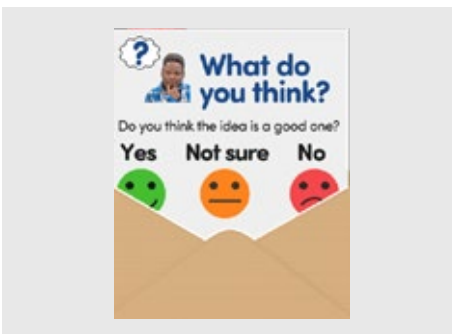 ?
What do
you think?
Do you think the idea is a good one?
Yes Not sure No